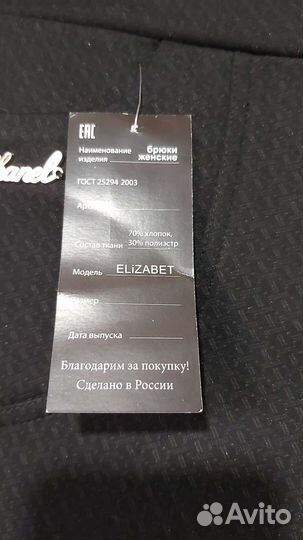 EAC
Наименование изделия брюки женские
ГОСТ 25294 2003
70% хлопок,
Состав ткани 30% полиэстр
Модель ELiZABET
Размер
Дата выпуска
Благодарим за покупку!
Сделано в России
Avito